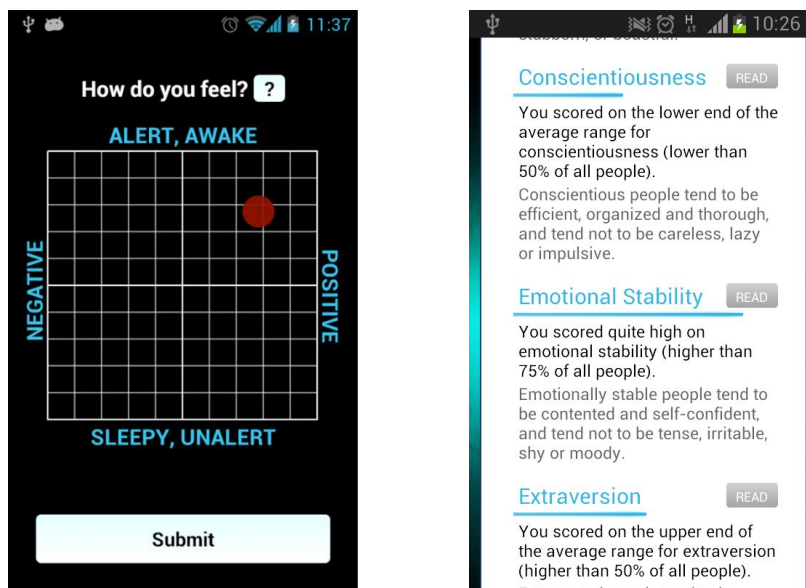 11:37
How do you feel? ?
ALERT, AWAKE
NEGATIVE
POSITIVE
SLEEPY, UNALERT
Submit
H 10:26
Conscientiousness READ
You scored on the lower end of the
average range for
conscientiousness (lower than
50% of all people).
Conscientious people tend to be
efficient, organized and thorough,
and tend not to be careless, lazy
or impulsive.
Emotional Stability READ
You scored quite high on
emotional stability (higher than
75% of all people).
Emotionally stable people tend to
be contented and self-confident,
and tend not to be tense, irritable,
shy or moody.
Extraversion READ
You scored on the upper end of
the average range for extraversion
(higher than 50% of all people).